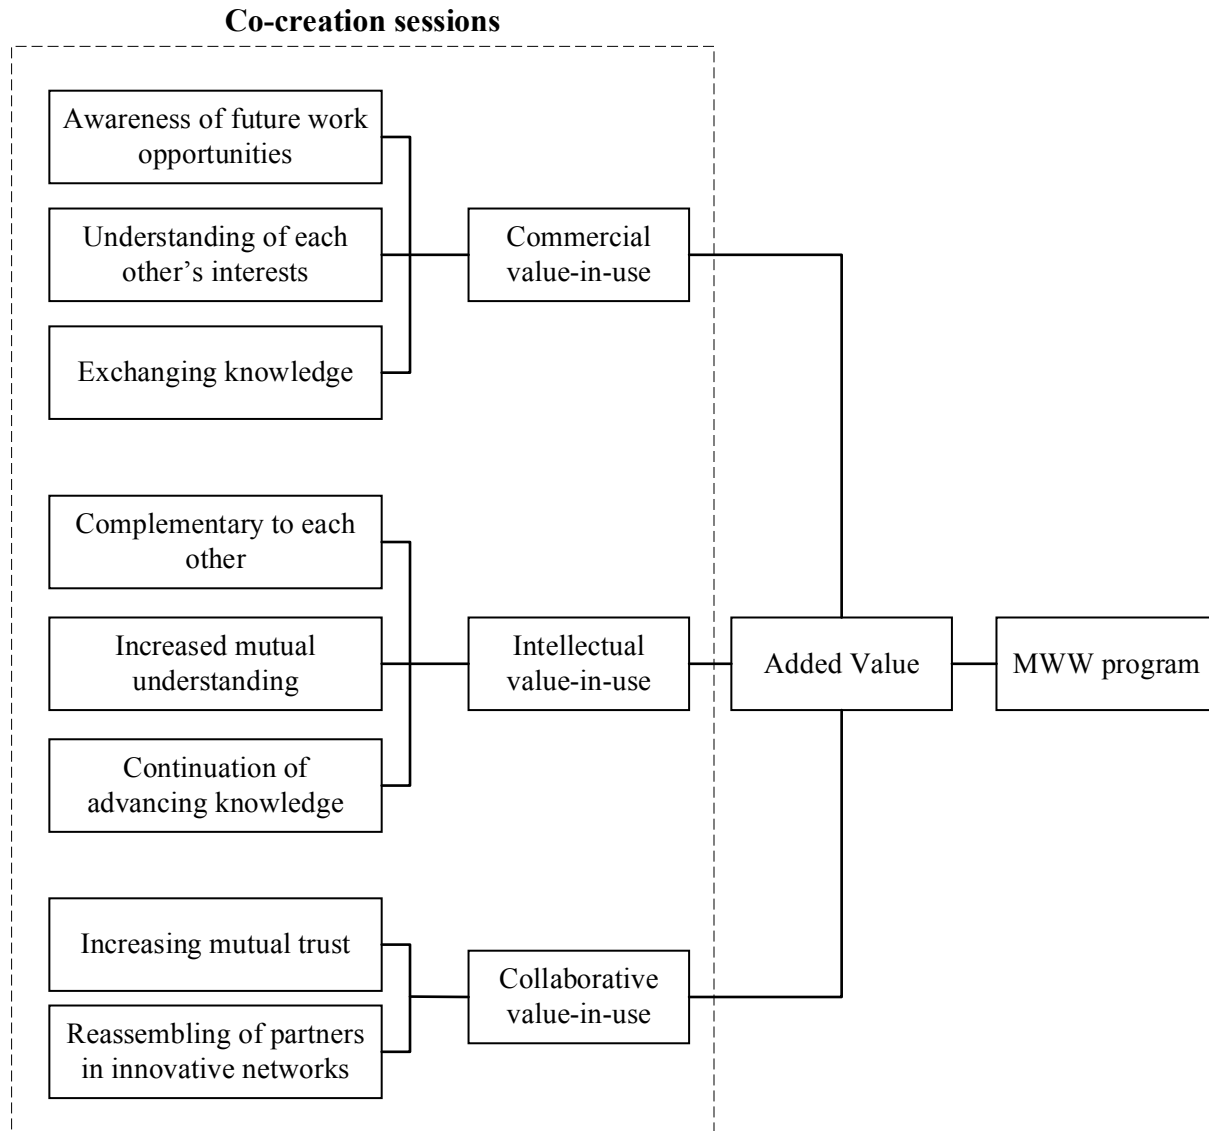 Co-creation sessions
Awareness of future work
opportunities
Understanding of each
other’s interests
Exchanging knowledge
Commercial
value-in-use
Complementary to each
other
Increased mutual
understanding
Continuation of
advancing knowledge
Intellectual
value-in-use
Increasing mutual trust
Reassembling of partners
in innovative networks
Collaborative
value-in-use
Added Value
MWW program